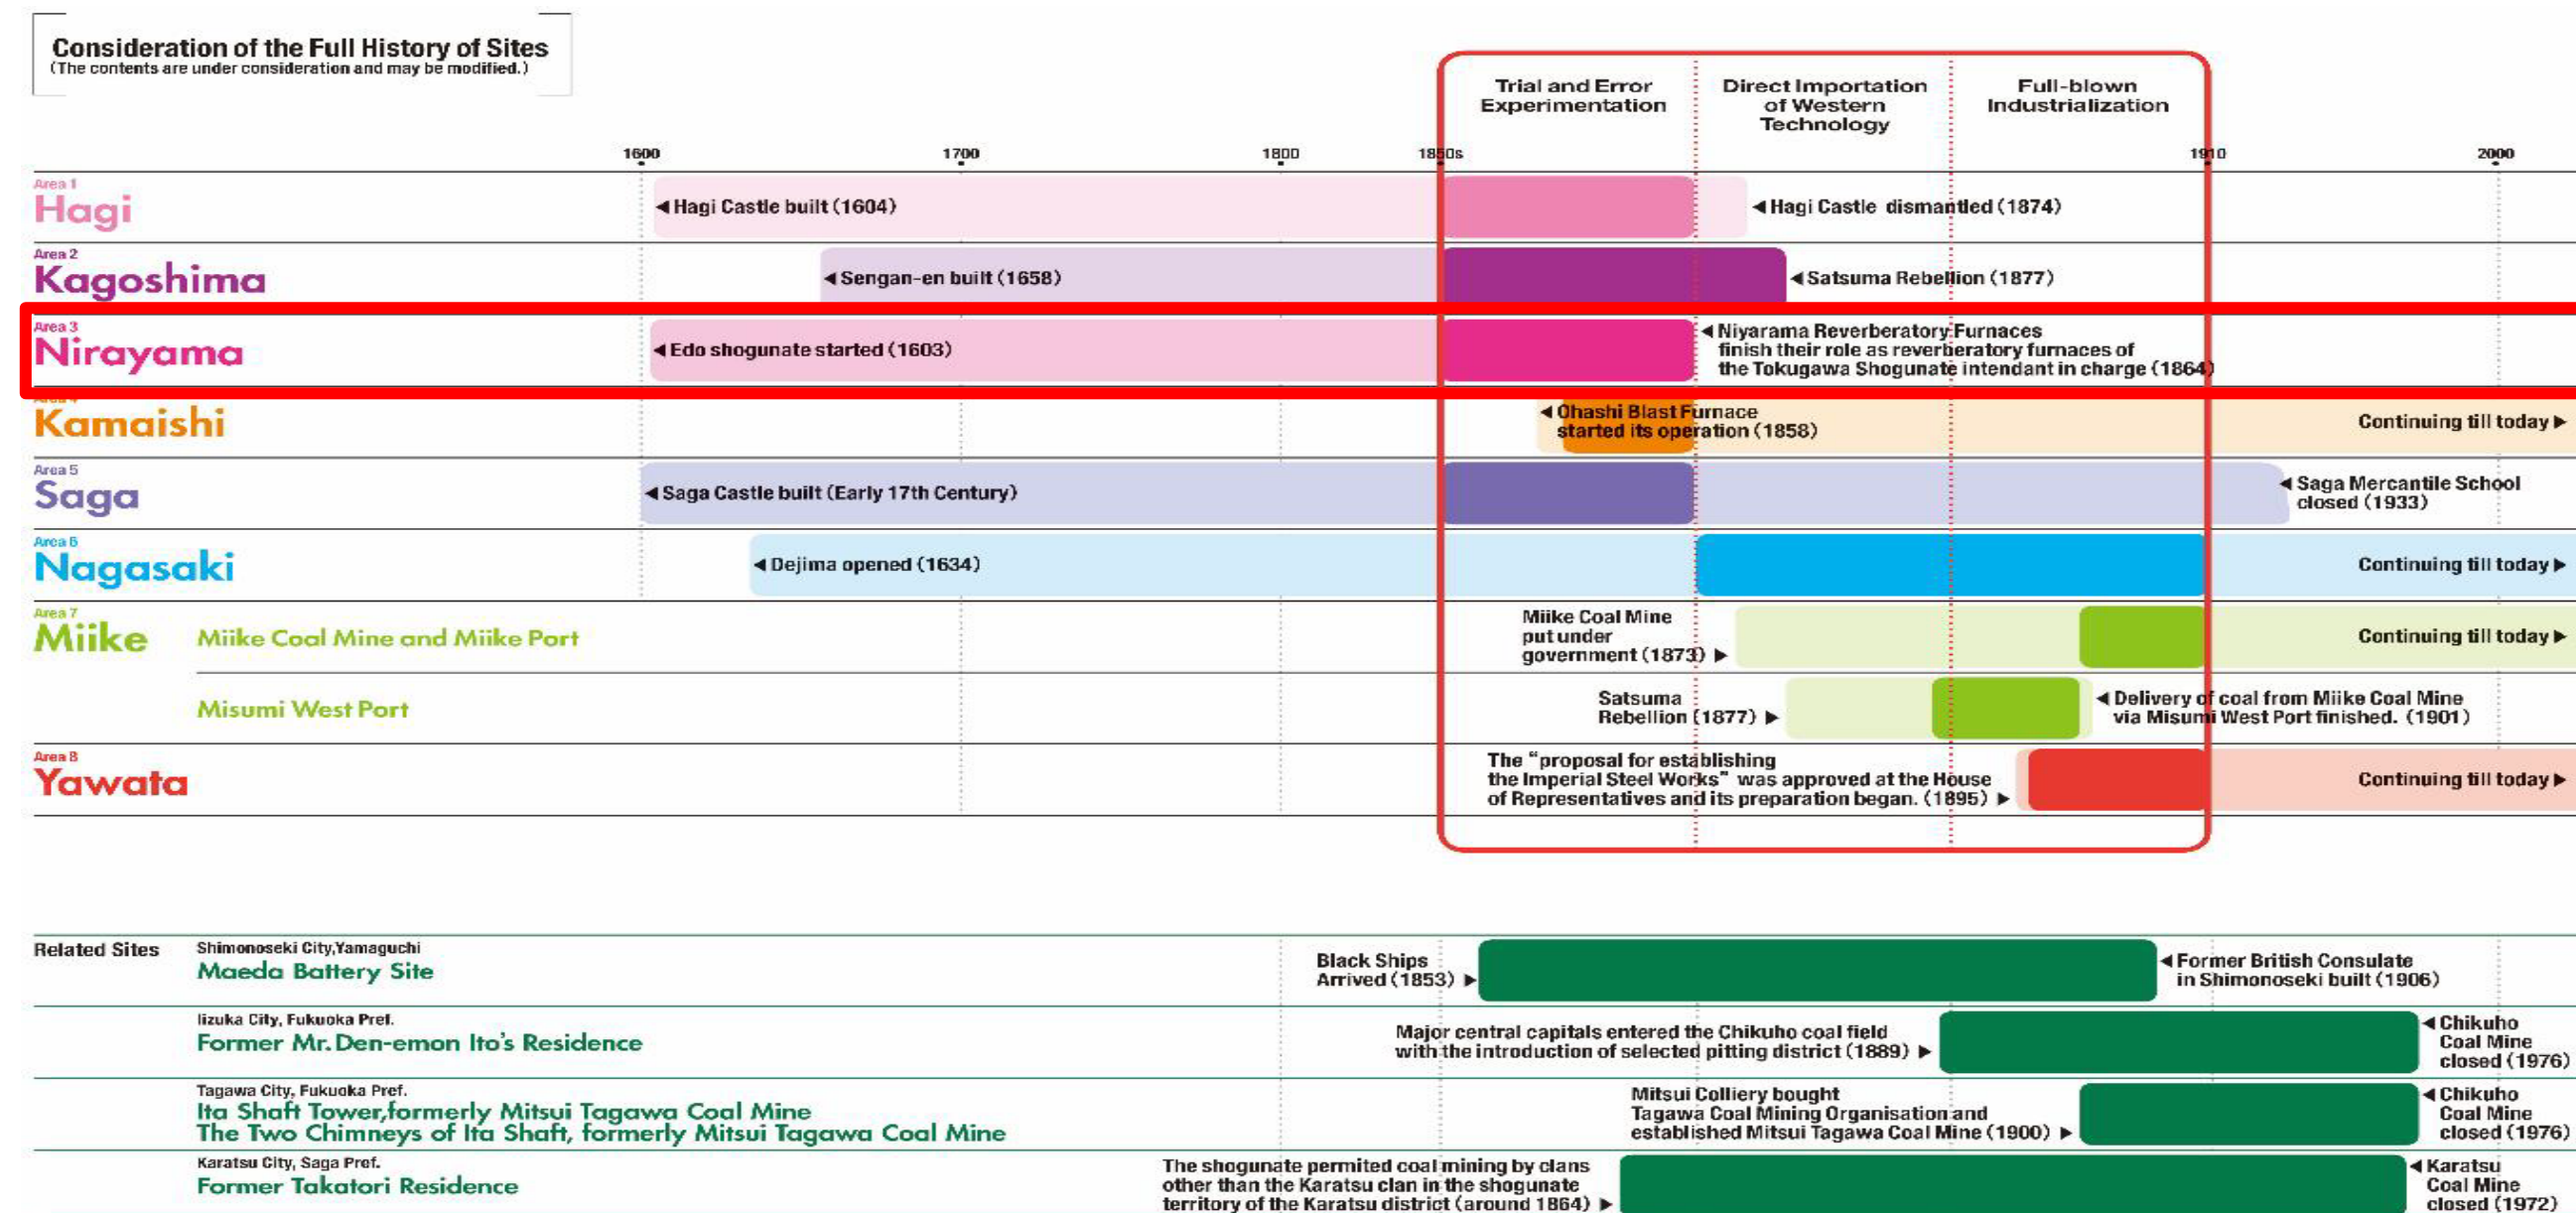 Consideration of the Full History of Sites
(The contents are under consideration and may be modified.)
Trial and Error
Experimentation
Direct Importation
of Western
Technology
Full-blown
Industrialization
1600
1700
1800
1850s
1910
2000
Area 1
Hagi
Hagi Castle built (1604)
Hagi Castle dismantled (1874)
Area 2
Kagoshima
Sengan-en built (1658)
Satsuma Rebellion (1877)
Area 3
Nirayama
Edo shogunate started (1603)
Niyarama Reverberatory Furnaces
finish their role as reverberatory furnaces of
the Tokugawa Shogunate intendant in charge (1864)
Kamaishi
Ohashi Blast Furnace
started its operation (1858)
Continuing till today
Area 5
Saga
Saga Castle built (Early 17th Century)
Saga Mercantile School
closed (1933)
Area 6
Nagasaki
Dejima opened (1634)
Continuing till today
Area 7
Miike
Miike Coal Mine and Miike Port
Miike Coal Mine
put under
government (1873)
Continuing till today
Misumi West Port
Satsuma
Rebellion (1877)
Delivery of coal from Miike Coal Mine
via Misumi West Port finished. (1901)
Area 8
Yawata
The "proposal for establishing
the Imperial Steel Works" was approved at the House
of Representatives and its preparation began. (1895)
Continuing till today
Related Sites
Shimonoseki City,Yamaguchi
Maeda Battery Site
Black Ships
Arrived (1853)
Former British Consulate
in Shimonoseki built (1906)
Iizuka City, Fukuoka Pref.
Former Mr. Den-emon Ito's Residence
Major central capitals entered the Chikuho coal field
with the introduction of selected pitting district (1889)
Chikuho
Coal Mine
closed (1976)
Tagawa City, Fukuoka Pref.
Ita Shaft Tower,formerly Mitsui Tagawa Coal Mine
The Two Chimneys of Ita Shaft, formerly Mitsui Tagawa Coal Mine
Mitsui Colliery bought
Tagawa Coal Mining Organisation and
established Mitsui Tagawa Coal Mine (1900)
Chikuho
Coal Mine
closed (1976)
Karatsu City, Saga Pref.
Former Takatori Residence
The shogunate permited coal mining by clans
other than the Karatsu clan in the shogunate
territory of the Karatsu district (around 1864)
Karatsu
Coal Mine
closed (1972)